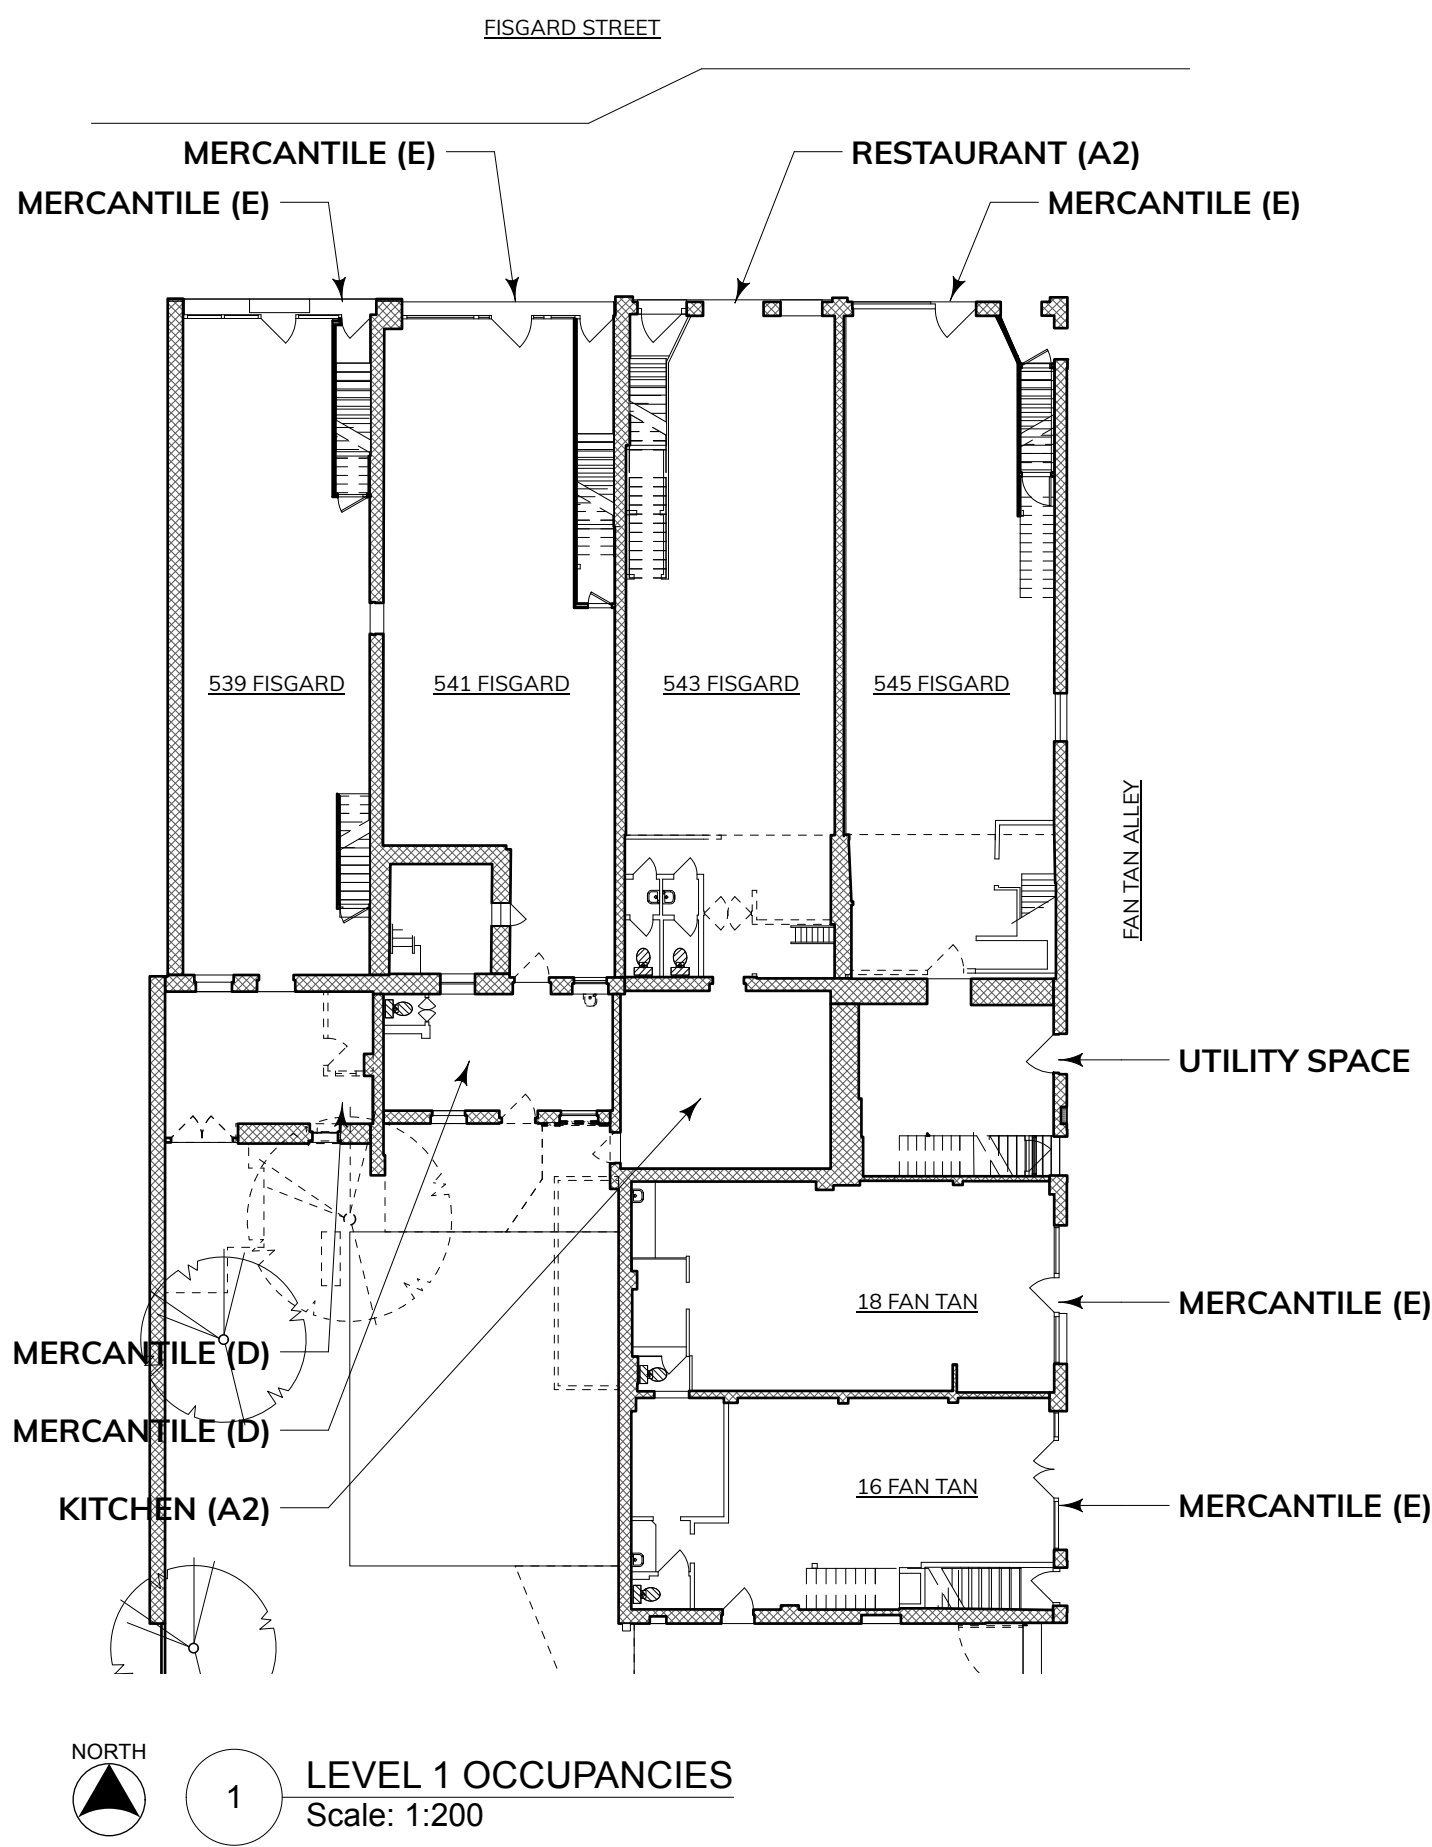 FISGARD STREET
MERCANTILE (E)
RESTAURANT (A2)
MERCANTILE (E)
MERCANTILE (E)
539 FISGARD
541 FISGARD
543 FISGARD
545 FISGARD
FAN TAN ALLEY
UTILITY SPACE
18 FAN TAN
MERCANTILE (E)
MERCANTILE (D)
MERCANTILE (D)
16 FAN TAN
KITCHEN (A2)
MERCANTILE (E)
NORTH
1
LEVEL 1 OCCUPANCIES
Scale: 1:200